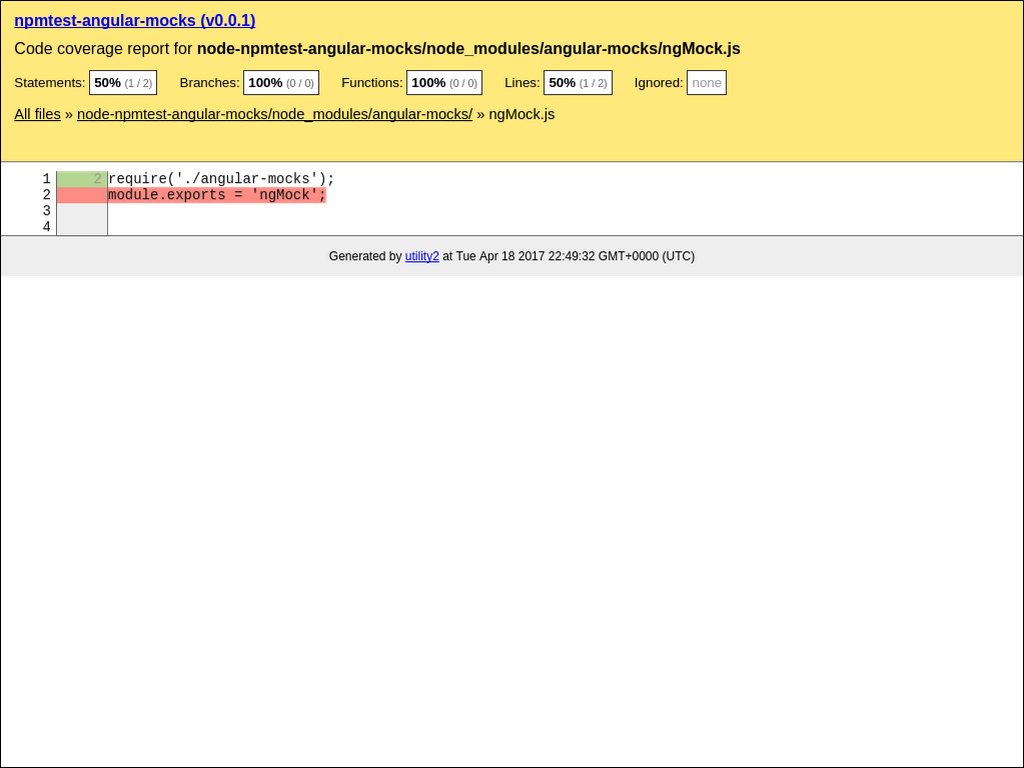 npmtest-angular-mocks (v0.0.1)
Code coverage report for node-npmtest-angular-mocks/node_modules/angular-mocks/ngMock.js
Statements: 50% (1 / 2) Branches: 100% (0 / 0) Functions: 100% (0 / 0) Lines: 50% (1 / 2) Ignored: none
All files » node-npmtest-angular-mocks/node_modules/angular-mocks/ » ngMock.js
1 2 require('./angular-mocks');
2 module.exports = 'ngMock';
3
4
Generated by utility2 at Tue Apr 18 2017 22:49:32 GMT+0000 (UTC)